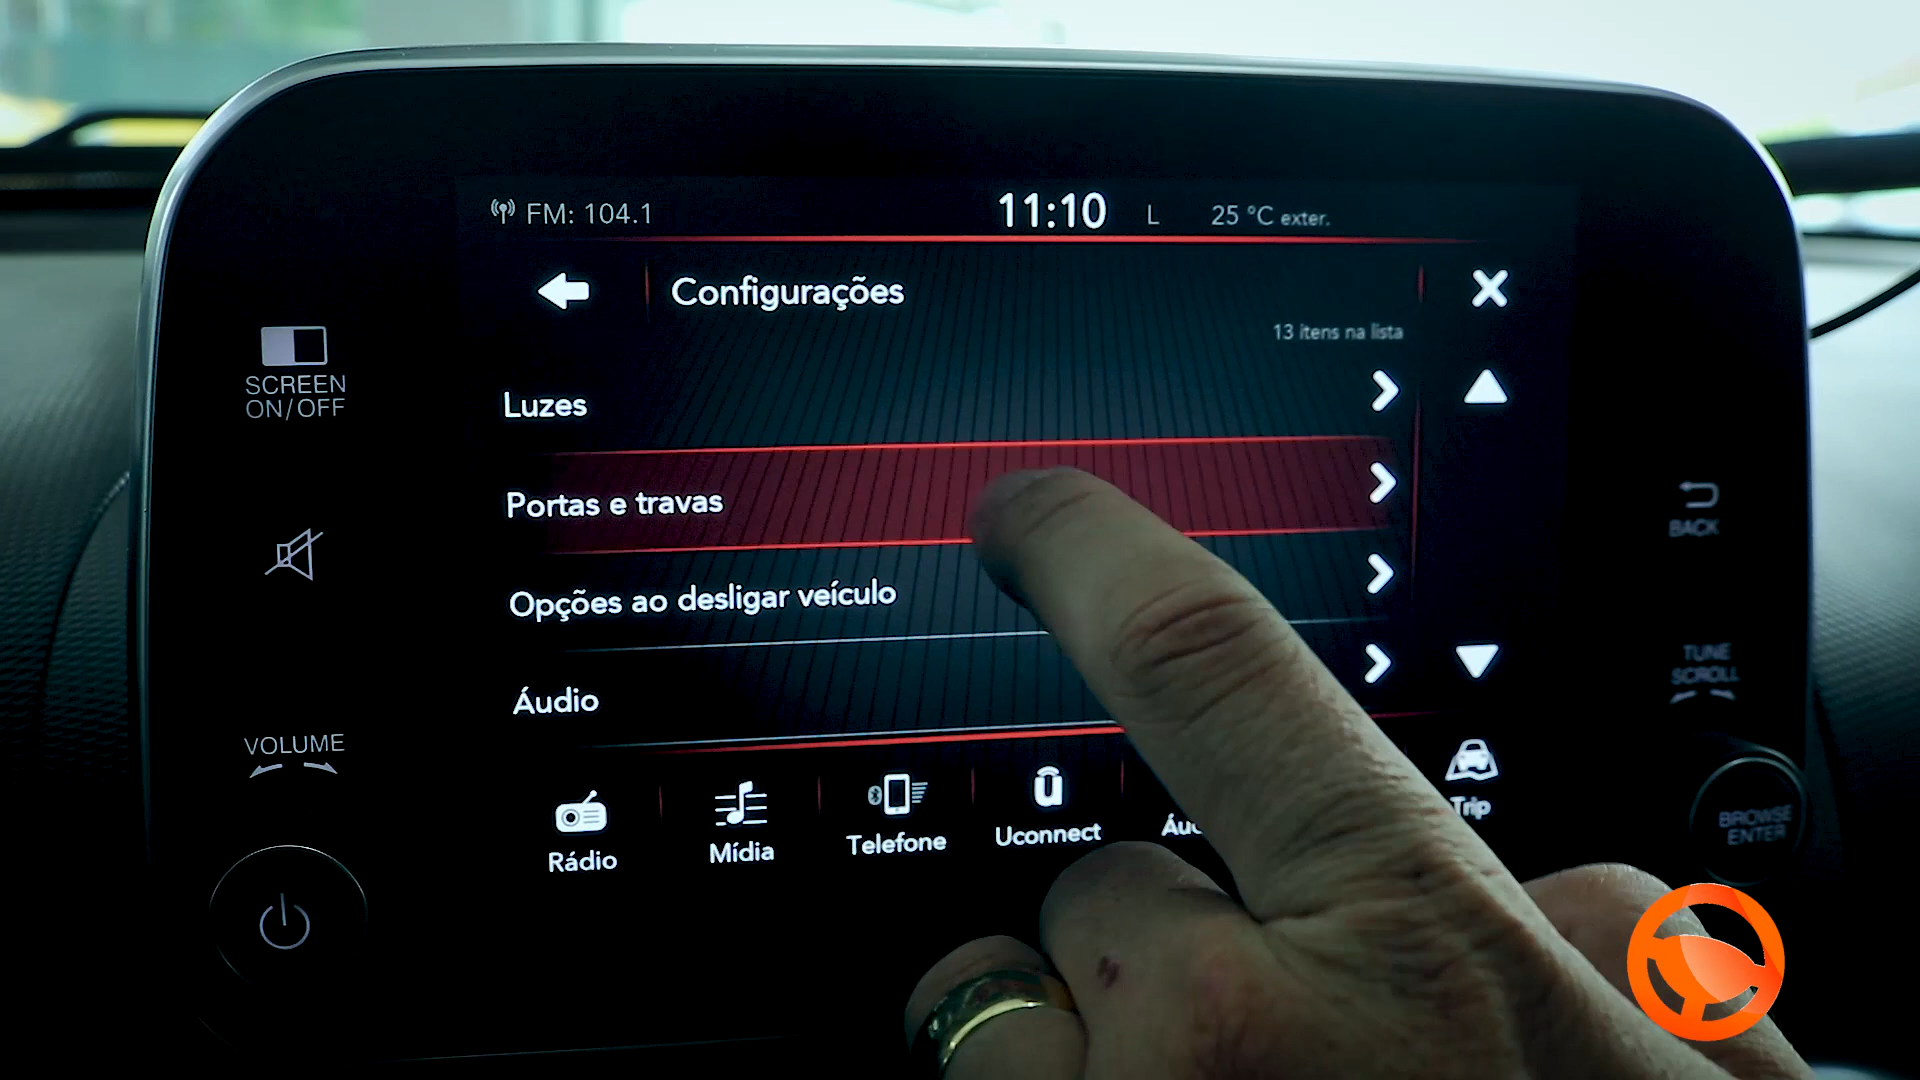 FM: 104.1
11:10
L
25 °C exter.
Configurações
13 itens na lista
SCREEN
ON/OFF
Luzes
Portas e travas
BACK
Opções ao desligar veículo
TUNE
SCROLL
Áudio
VOLUME
Rádio
Mídia
Telefone
Uconnect
Trip
BROWSE
ENTER